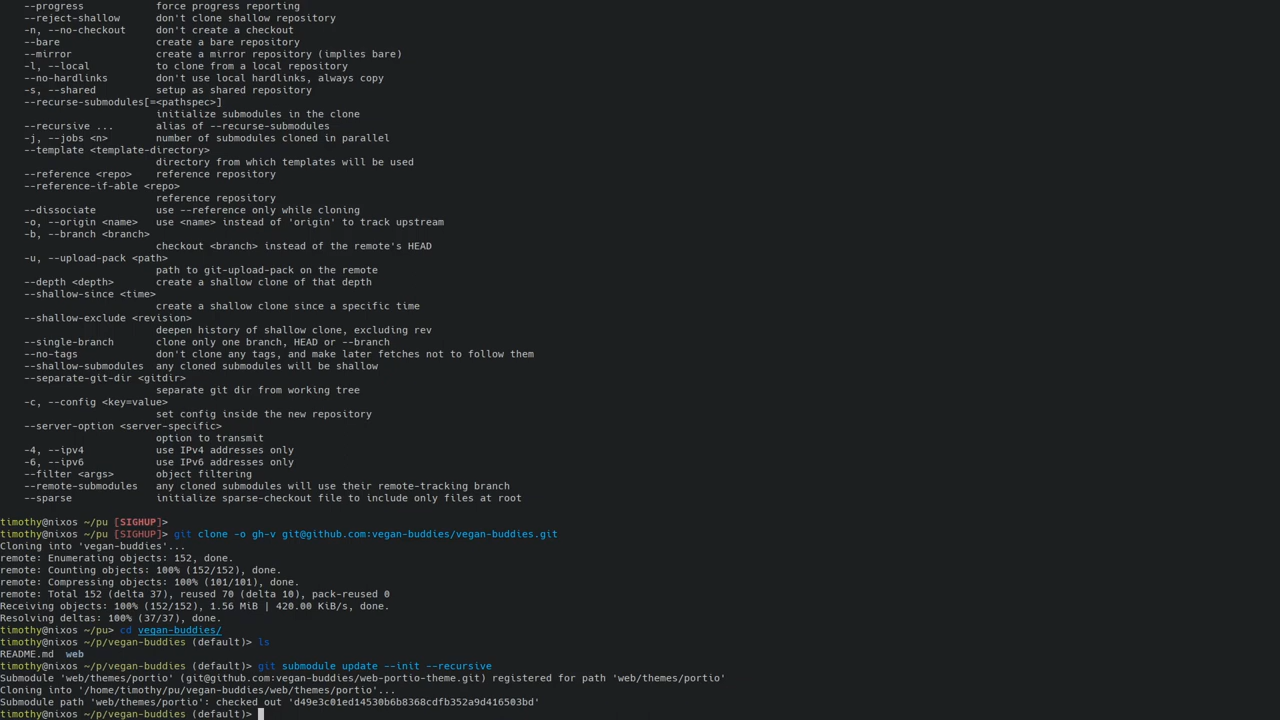 --progress            force progress reporting
--reject-shallow      don't clone shallow repository
-n, --no-checkout     don't create a checkout
--bare                create a bare repository
--mirror              create a mirror repository (implies bare)
-l, --local           to clone from a local repository
--no-hardlinks        don't use local hardlinks, always copy
-s, --shared          setup as shared repository
--recurse-submodules[=<pathspec>]
                      initialize submodules in the clone
--recursive ...       alias of --recurse-submodules
-j, --jobs <n>        number of submodules cloned in parallel
--template <template-directory>
                      directory from which templates will be used
--reference <repo>    reference repository
--reference-if-able <repo>
                      reference repository
--dissociate          use --reference only while cloning
-o, --origin <name>   use <name> instead of 'origin' to track upstream
-b, --branch <branch>
                      checkout <branch> instead of the remote's HEAD
-u, --upload-pack <path>
                      path to git-upload-pack on the remote
--depth <depth>       create a shallow clone of that depth
--shallow-since <time>
                      create a shallow clone since a specific time
--shallow-exclude <revision>
                      deepen history of shallow clone, excluding rev
--single-branch       clone only one branch, HEAD or --branch
--no-tags             don't clone any tags, and make later fetches not to follow them
--shallow-submodules  any cloned submodules will be shallow
--separate-git-dir <gitdir>
                      separate git dir from working tree
-c, --config <key=value>
                      set config inside the new repository
--server-option <server-specific>
                      option to transmit
-4, --ipv4            use IPv4 addresses only
-6, --ipv6            use IPv6 addresses only
--filter <args>       object filtering
--remote-submodules   any cloned submodules will use their remote-tracking branch
--sparse              initialize sparse-checkout file to include only files at root
timothy@nixos ~/pu [SIGHUP]>
timothy@nixos ~/pu [SIGHUP]> git clone -o gh-v git@github.com:vegan-buddies/vegan-buddies.git
Cloning into 'vegan-buddies'...
remote: Enumerating objects: 152, done.
remote: Counting objects: 100% (152/152), done.
remote: Compressing objects: 100% (101/101), done.
remote: Total 152 (delta 37), reused 70 (delta 10), pack-reused 0
Receiving objects: 100% (152/152), 1.56 MiB | 420.00 KiB/s, done.
Resolving deltas: 100% (37/37), done.
timothy@nixos ~/pu> cd vegan-buddies/
timothy@nixos ~/p/vegan-buddies (default)> ls
README.md  web
timothy@nixos ~/p/vegan-buddies (default)> git submodule update --init --recursive
Submodule 'web/themes/portio' (git@github.com:vegan-buddies/web-portio-theme.git) registered for path 'web/themes/portio'
Cloning into '/home/timothy/pu/vegan-buddies/web/themes/portio'...
Submodule path 'web/themes/portio': checked out 'd49e3c01ed14530b6b8368cdfb352a9d416503bd'
timothy@nixos ~/p/vegan-buddies (default)>